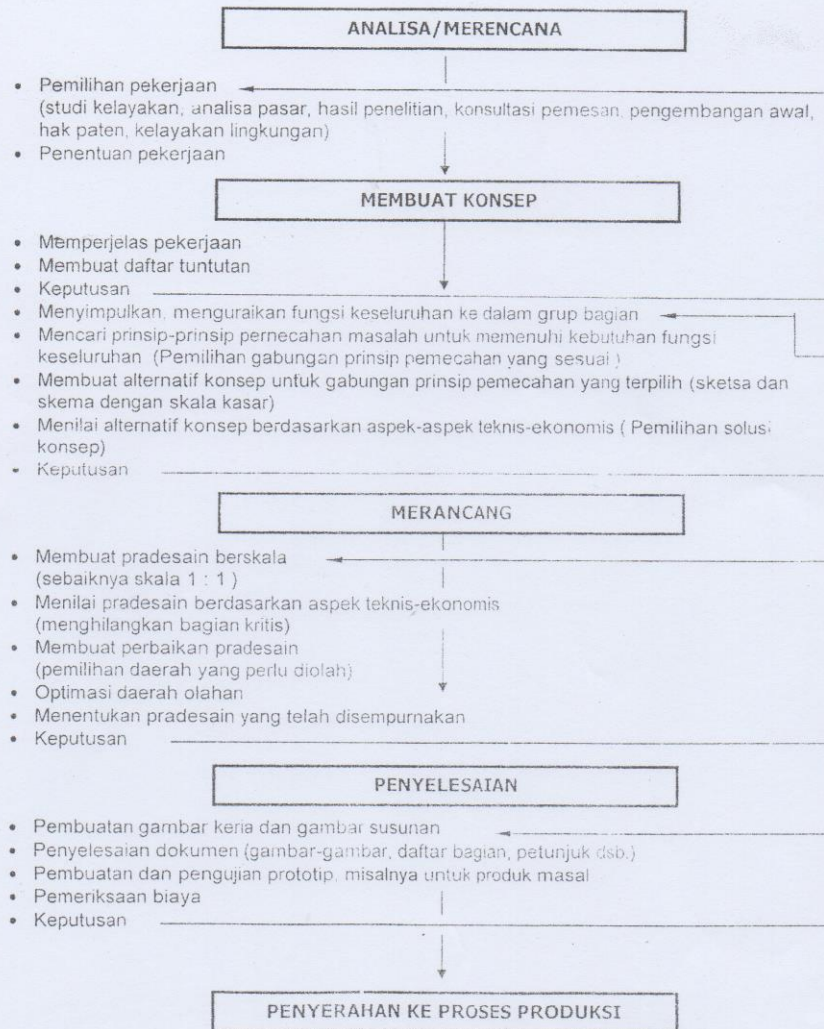 ANALISA/MERENCANA
• Pemilihan pekerjaan
(studi kelayakan, analisa pasar, hasil penelitian, konsultasi pemesan, pengembangan awal,
hak paten, kelayakan lingkungan)
• Penentuan pekerjaan
MEMBUAT KONSEP
• Memperjelas pekerjaan
• Membuat daftar tuntutan
• Keputusan
• Menyimpulkan, menguraikan fungsi keseluruhan ke dalam grup bagian
• Mencari prinsip-prinsip pernecahan masalah untuk memenuhi kebutuhan fungsi
keseluruhan (Pemilihan gabungan prinsip pemecahan yang sesuai )
• Membuat alternatif konsep untuk gabungan prinsip pemecahan yang terpilih (sketsa dan
skema dengan skala kasar)
• Menilai alternatif konsep berdasarkan aspek-aspek teknis-ekonomis ( Pemilihan solusi
konsep)
• Keputusan
MERANCANG
• Membuat pradesain berskala
(sebaiknya skala 1 : 1 )
• Menilai pradesain berdasarkan aspek teknis-ekonomis
(menghilangkan bagian kritis)
• Membuat perbaikan pradesain
(pemilihan daerah yang perlu diolah)
• Optimasi daerah olahan
• Menentukan pradesain yang telah disempurnakan
• Keputusan
PENYELESAIAN
• Pembuatan gambar kerja dan gambar susunan
• Penyelesaian dokumen (gambar-gambar, daftar bagian, petunjuk dsb.)
• Pembuatan dan pengujian prototip, misalnya untuk produk masal
• Pemeriksaan biaya
• Keputusan
PENYERAHAN KE PROSES PRODUKSI